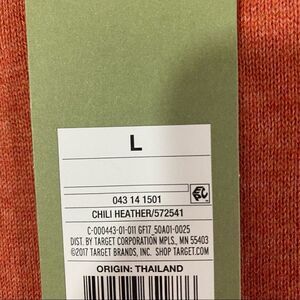 L
043 14 1501
CHILI HEATHER/572541
C-000443-01-011 GF17_50A01-0025
DIST. BY TARGET CORPORATION MPLS., MN 55403
©2017 TARGET BRANDS, INC. SHOP TARGET.COM
ORIGIN: THAILAND